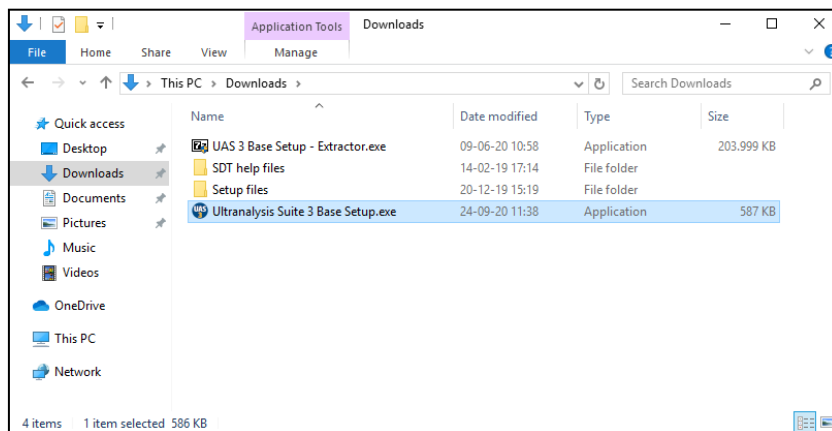 Application Tools Downloads
File Home Share View Manage
This PC Downloads Search Downloads
Name Date modified Type Size
Quick access
Desktop
Downloads
Documents
Pictures
Music
Videos
OneDrive
This PC
Network
UAS 3 Base Setup - Extractor.exe 09-06-20 10:58 Application 203.999 KB
SDT help files 14-02-19 17:14 File folder
Setup files 20-12-19 15:19 File folder
Ultranalysis Suite 3 Base Setup.exe 24-09-20 11:38 Application 587 KB
4 items 1 item selected 586 KB